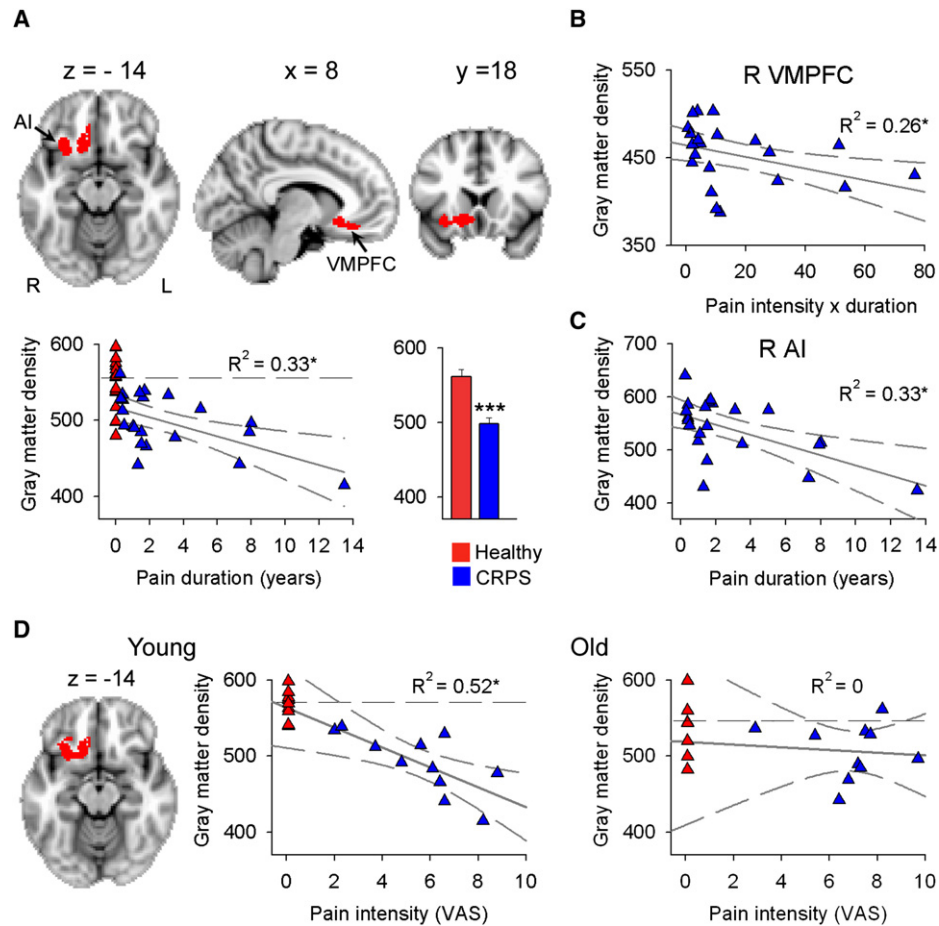 A
z = - 14
x = 8
y =18
AI
VMPFC
R
L
Gray matter density
600
500
400
R² = 0.33*
0 2 4 6 8 10 12 14
Pain duration (years)
600
500
400
***
Healthy
CRPS
B
R VMPFC
Gray matter density
550
450
350
R² = 0.26*
0 20 40 60 80
Pain intensity x duration
C
R AI
Gray matter density
700
600
500
400
R² = 0.33*
0 2 4 6 8 10 12 14
Pain duration (years)
D
Young
z = -14
Gray matter density
600
500
400
R² = 0.52*
0 2 4 6 8 10
Pain intensity (VAS)
Old
Gray matter density
600
500
400
R² = 0
0 2 4 6 8 10
Pain intensity (VAS)